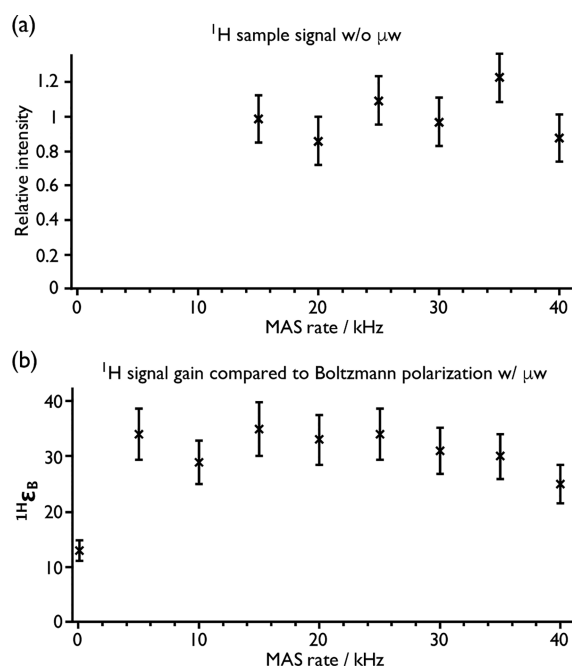 (a)
¹H sample signal w/o μw
Relative intensity
1.2
1
0.8
0.6
0.4
0.2
0
0 10 20 30 40
MAS rate / kHz
(b)
¹H signal gain compared to Boltzmann polarization w/ μw
¹ᴴεB
40
30
20
10
0
0 10 20 30 40
MAS rate / kHz